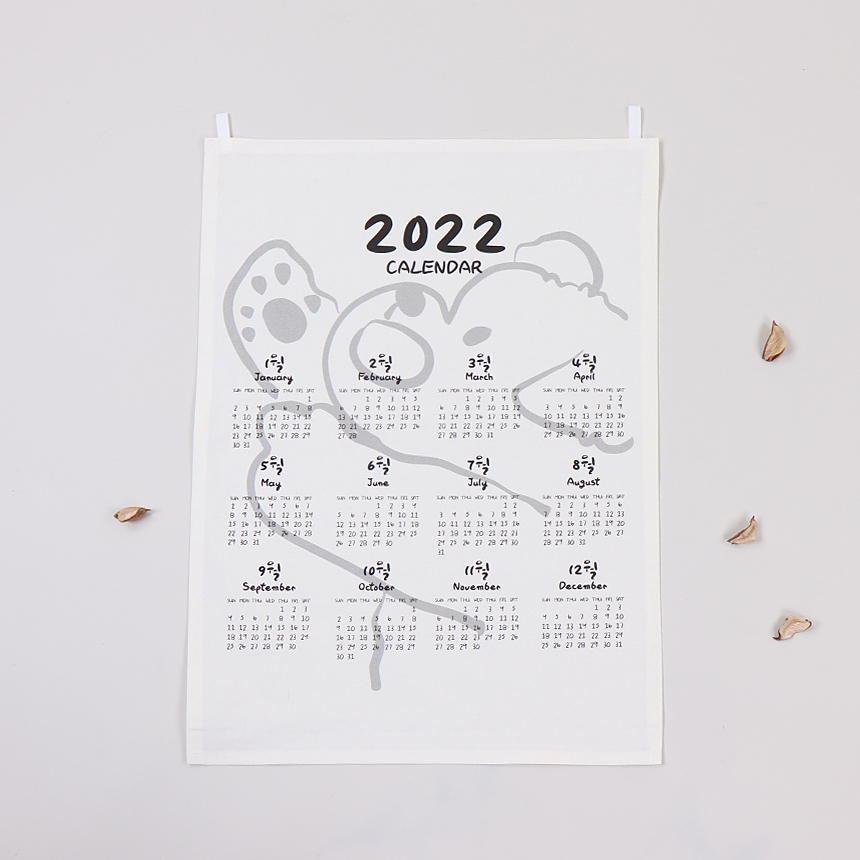 2022
CALENDAR
1월
January
SUN MON THU WED THU FRI SAT
1
2 3 4 5 6 7 8
9 10 11 12 13 14 15
16 17 18 19 20 21 22
23 24 25 26 27 28 29
30 31
2월
February
SUN MON THU WED THU FRI SAT
1 2 3 4 5
6 7 8 9 10 11 12
13 14 15 16 17 18 19
20 21 22 23 24 25 26
27 28
3월
March
SUN MON THU WED THU FRI SAT
1 2 3 4 5
6 7 8 9 10 11 12
13 14 15 16 17 18 19
20 21 22 23 24 25 26
27 28 29 30 31
4월
April
SUN MON THU WED THU FRI SAT
1 2
3 4 5 6 7 8 9
10 11 12 13 14 15 16
17 18 19 20 21 22 23
24 25 26 27 28 29 30
5월
May
SUN MON THU WED THU FRI SAT
1 2 3 4 5 6 7
8 9 10 11 12 13 14
15 16 17 18 19 20 21
22 23 24 25 26 27 28
29 30 31
6월
June
SUN MON THU WED THU FRI SAT
1 2 3 4
5 6 7 8 9 10 11
12 13 14 15 16 17 18
19 20 21 22 23 24 25
26 27 28 29 30
7월
July
SUN MON THU WED THU FRI SAT
1 2
3 4 5 6 7 8 9
10 11 12 13 14 15 16
17 18 19 20 21 22 23
24 25 26 27 28 29 30
31
8월
August
SUN MON THU WED THU FRI SAT
1 2 3 4 5 6
7 8 9 10 11 12 13
14 15 16 17 18 19 20
21 22 23 24 25 26 27
28 29 30 31
9월
September
SUN MON THU WED THU FRI SAT
1 2 3
4 5 6 7 8 9 10
11 12 13 14 15 16 17
18 19 20 21 22 23 24
25 26 27 28 29 30
10월
October
SUN MON THU WED THU FRI SAT
1
2 3 4 5 6 7 8
9 10 11 12 13 14 15
16 17 18 19 20 21 22
23 24 25 26 27 28 29
30 31
11월
November
SUN MON THU WED THU FRI SAT
1 2 3 4 5
6 7 8 9 10 11 12
13 14 15 16 17 18 19
20 21 22 23 24 25 26
27 28 29 30
12월
December
SUN MON THU WED THU FRI SAT
1 2 3
4 5 6 7 8 9 10
11 12 13 14 15 16 17
18 19 20 21 22 23 24
25 26 27 28 29 30 31